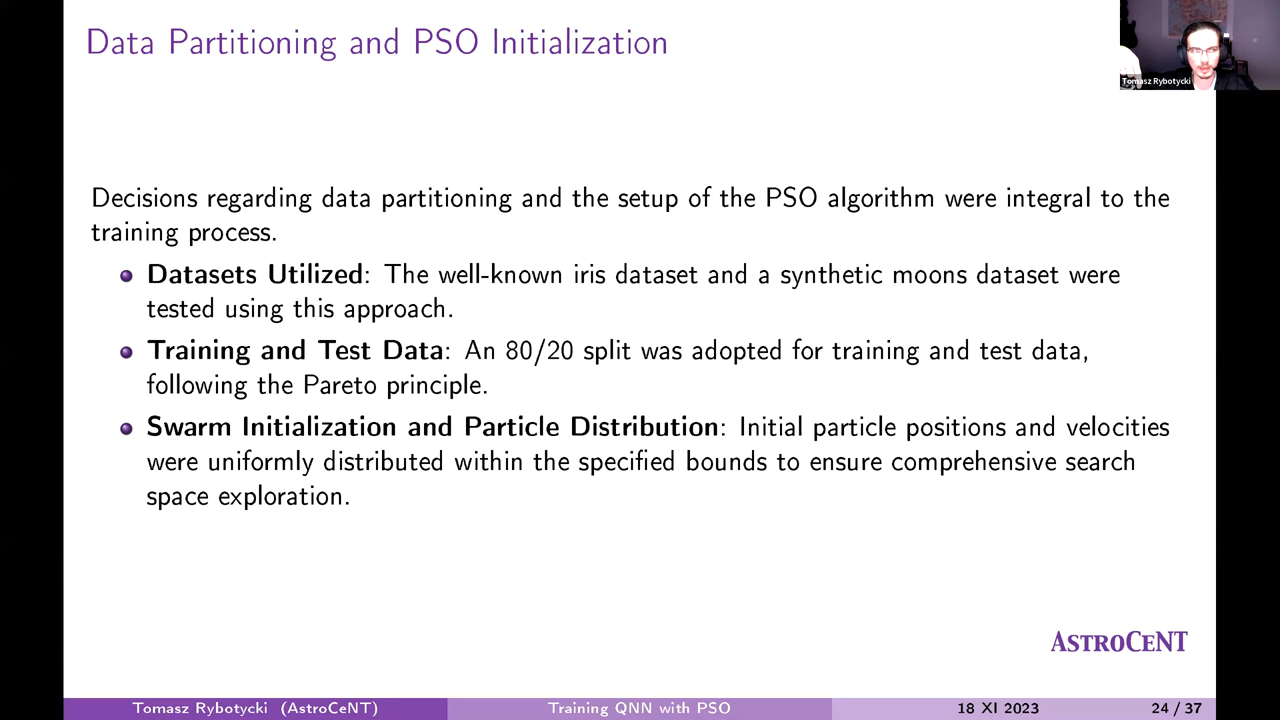 Data Partitioning and PSO Initialization
Tomasz Rybotycki
Decisions regarding data partitioning and the setup of the PSO algorithm were integral to the
training process.
Datasets Utilized: The well-known iris dataset and a synthetic moons dataset were
tested using this approach.
Training and Test Data: An 80/20 split was adopted for training and test data,
following the Pareto principle.
Swarm Initialization and Particle Distribution: Initial particle positions and velocities
were uniformly distributed within the specified bounds to ensure comprehensive search
space exploration.
ASTROCENT
Tomasz Rybotycki (AstroCeNT)
Training QNN with PSO
18 XI 2023
24 / 37